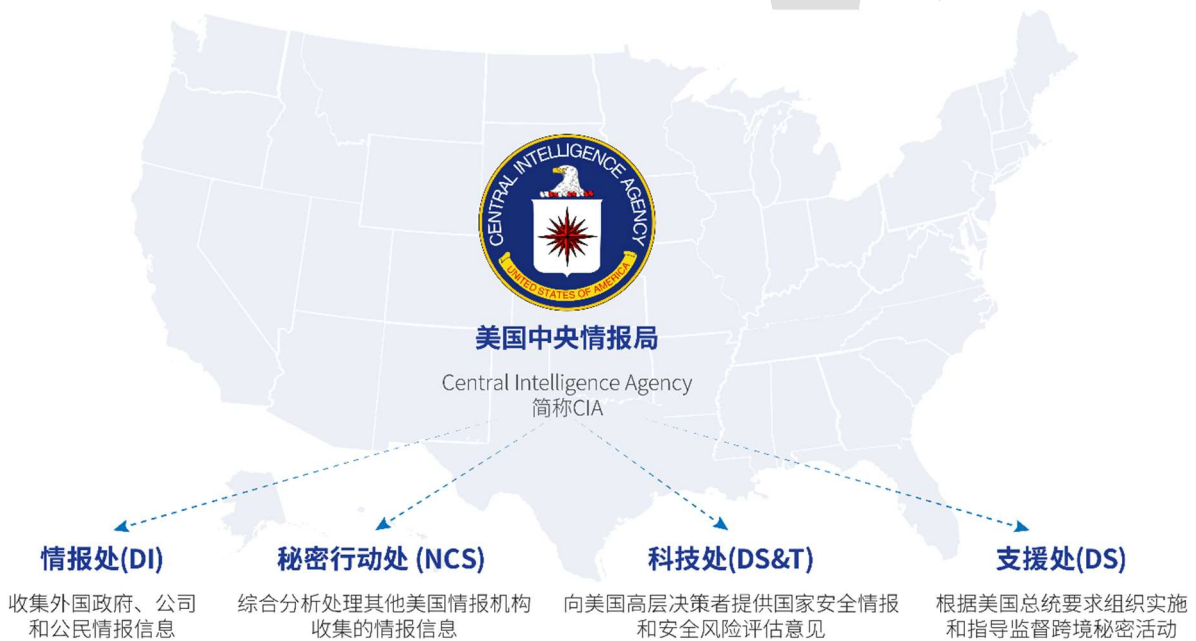 CENTRAL INTELLIGENCE AGENCY
UNITED STATES OF AMERICA
美国中央情报局
Central Intelligence Agency
简称CIA
情报处(DI)
收集外国政府、公司
和公民情报信息
秘密行动处 (NCS)
综合分析处理其他美国情报机构
收集的情报信息
科技处(DS&T)
向美国高层决策者提供国家安全情报
和安全风险评估意见
支援处(DS)
根据美国总统要求组织实施
和指导监督跨境秘密活动